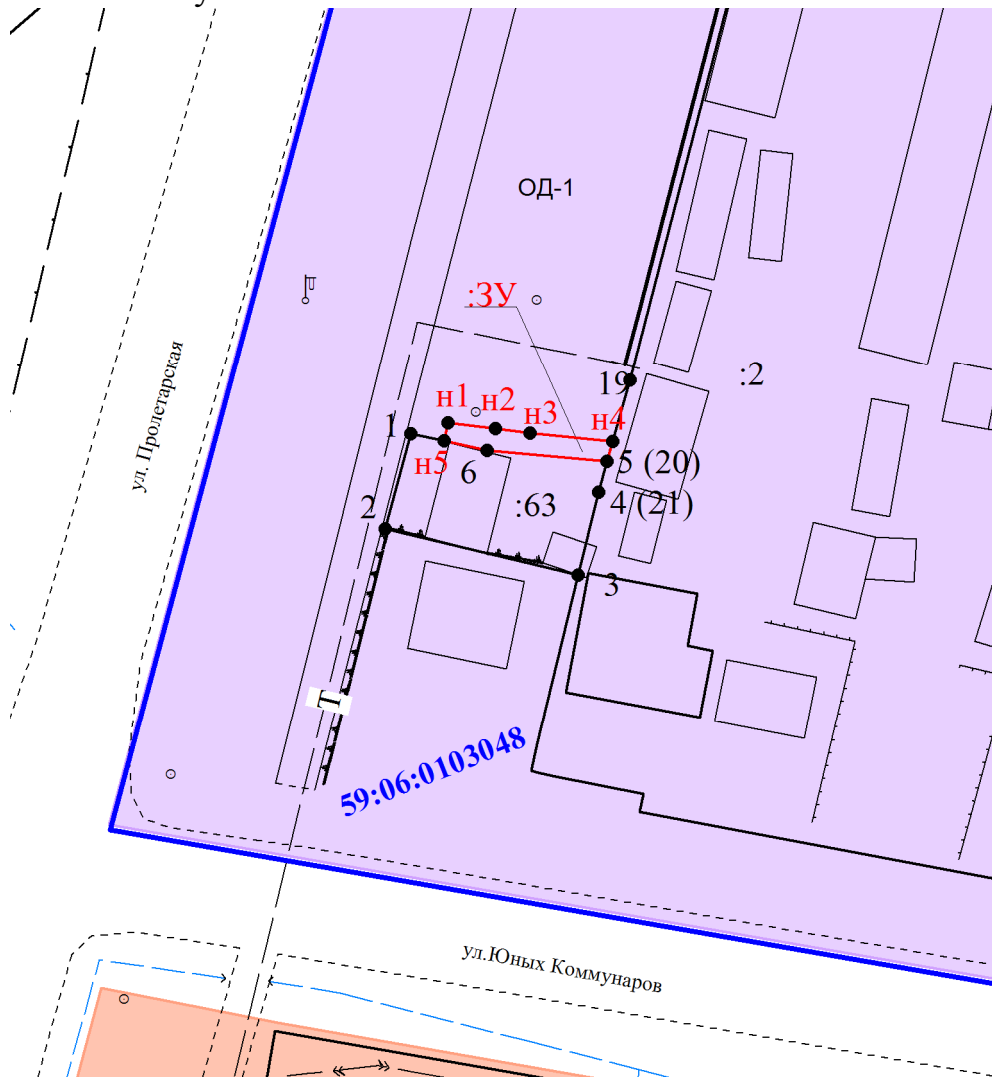 ОД-1
:ЗУ
ул. Пролетарская
19
:2
н1
н2
н3
н4
1
н5
6
5 (20)
:63
4 (21)
2
3
Т
59:06:0103048
ул.Юных Коммунаров